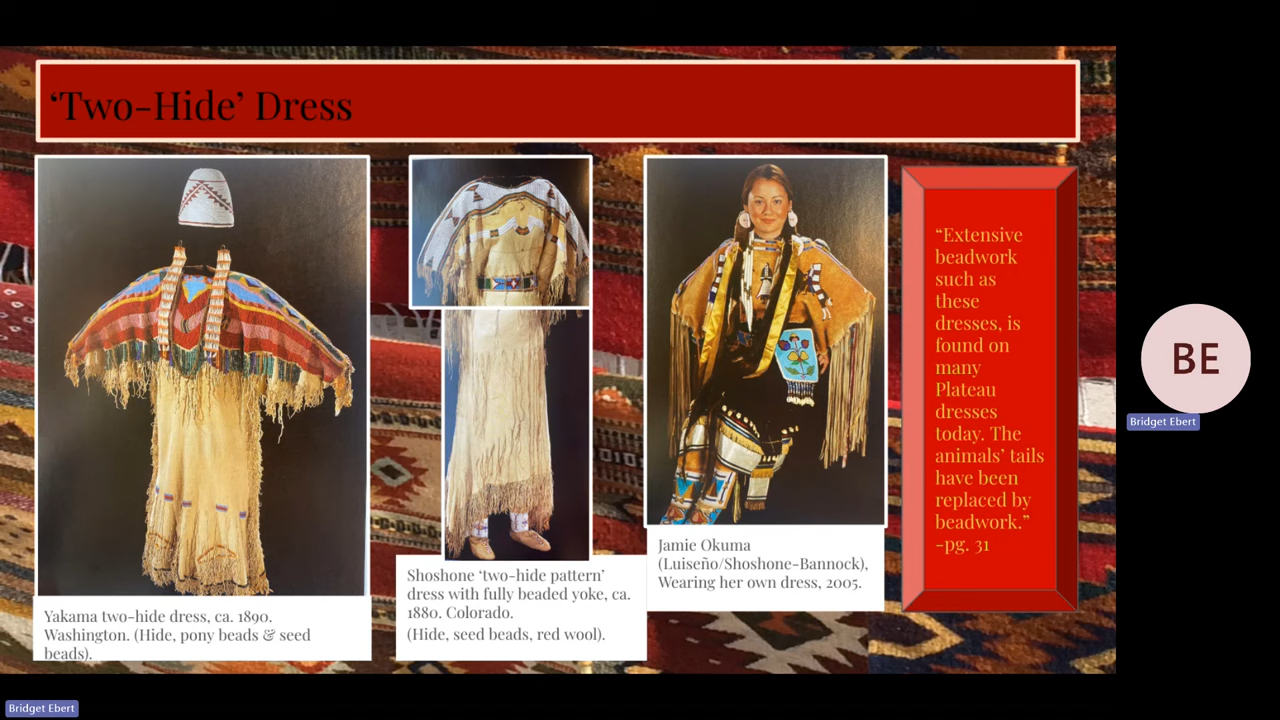 ‘Two-Hide’ Dress
Yakama two-hide dress, ca. 1890.
Washington. (Hide, pony beads & seed
beads).
Shoshone ‘two-hide pattern’
dress with fully beaded yoke, ca.
1880. Colorado.
(Hide, seed beads, red wool).
Jamie Okuma
(Luiseño/Shoshone-Bannock),
Wearing her own dress, 2005.
“Extensive
beadwork
such as
these
dresses, is
found on
many
Plateau
dresses
today. The
animals’ tails
have been
replaced by
beadwork.”
-pg. 31
BE
Bridget Ebert
Bridget Ebert